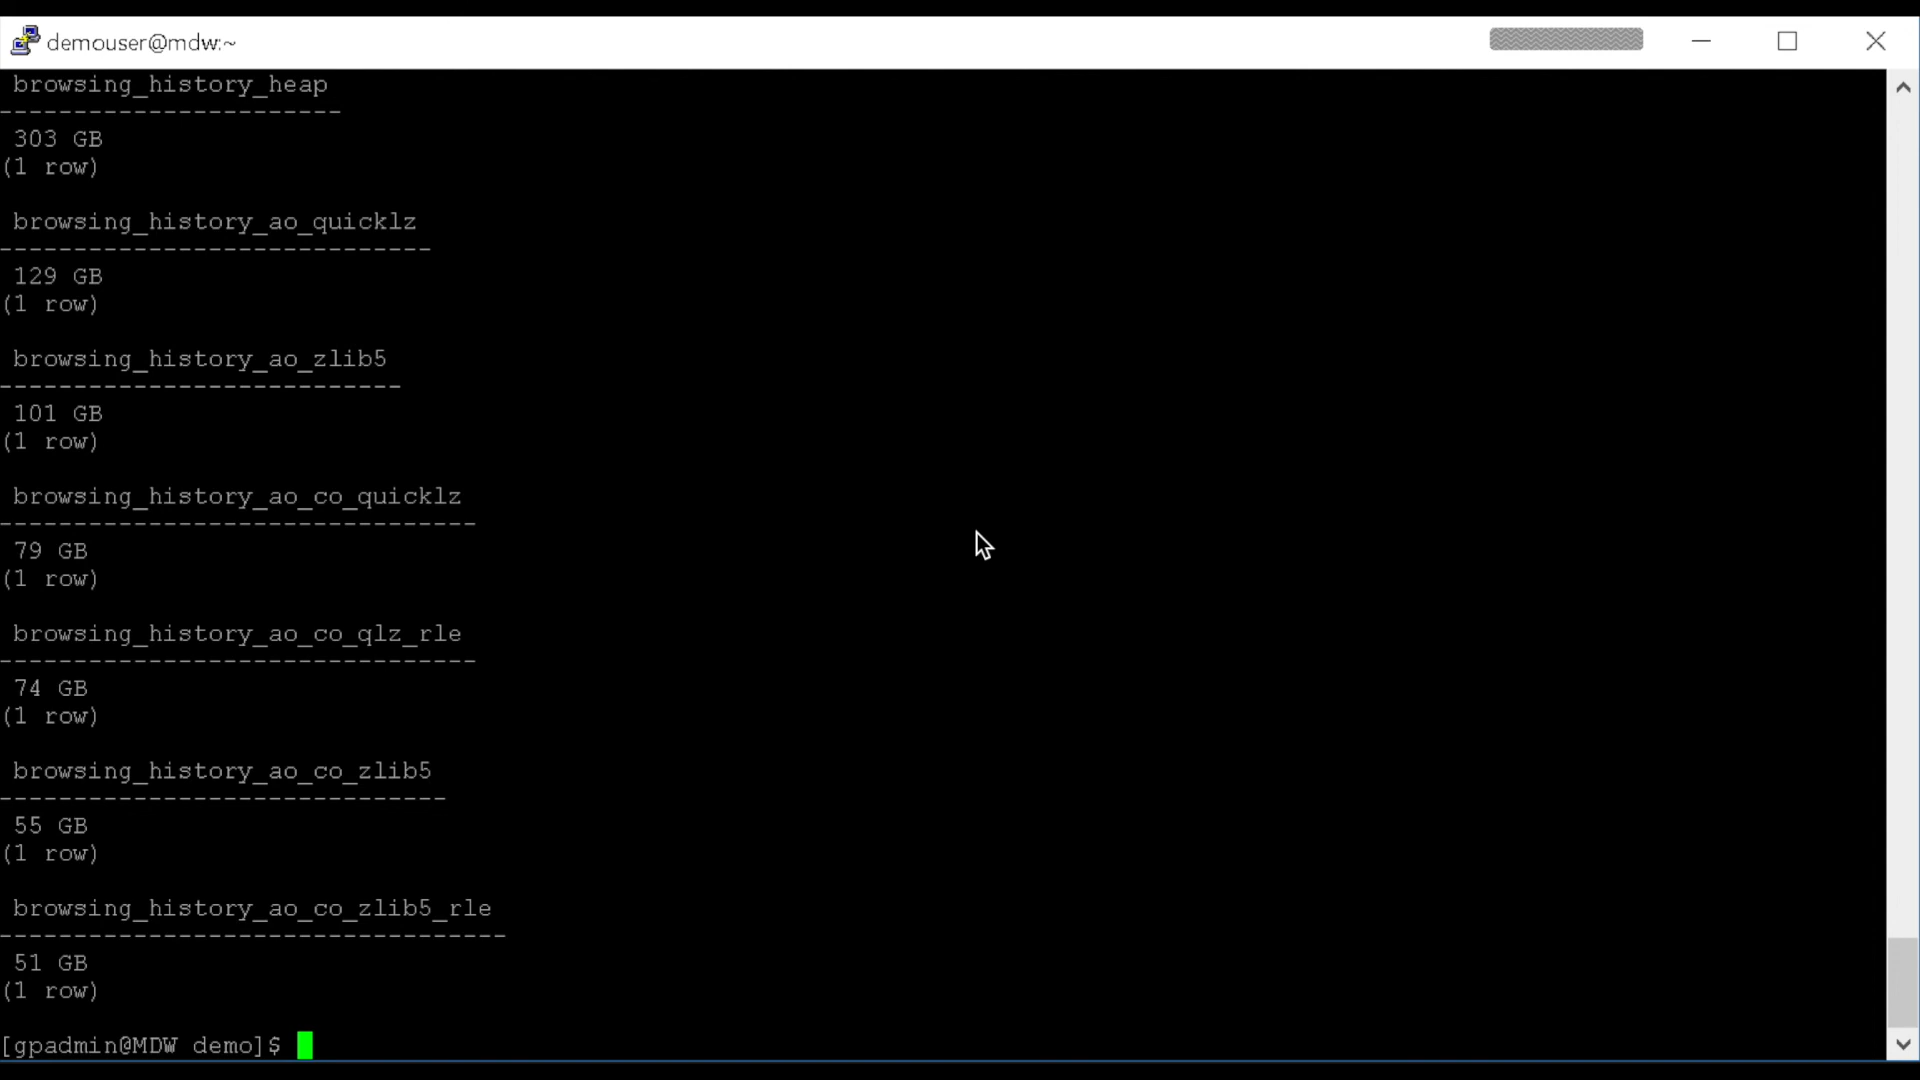 demouser@mdw:~
browsing_history_heap
-----------------------
303 GB
(1 row)
browsing_history_ao_quicklz
-----------------------------
129 GB
(1 row)
browsing_history_ao_zlib5
---------------------------
101 GB
(1 row)
browsing_history_ao_co_quicklz
--------------------------------
79 GB
(1 row)
browsing_history_ao_co_qlz_rle
--------------------------------
74 GB
(1 row)
browsing_history_ao_co_zlib5
------------------------------
55 GB
(1 row)
browsing_history_ao_co_zlib5_rle
----------------------------------
51 GB
(1 row)
[gpadmin@MDW demo]$